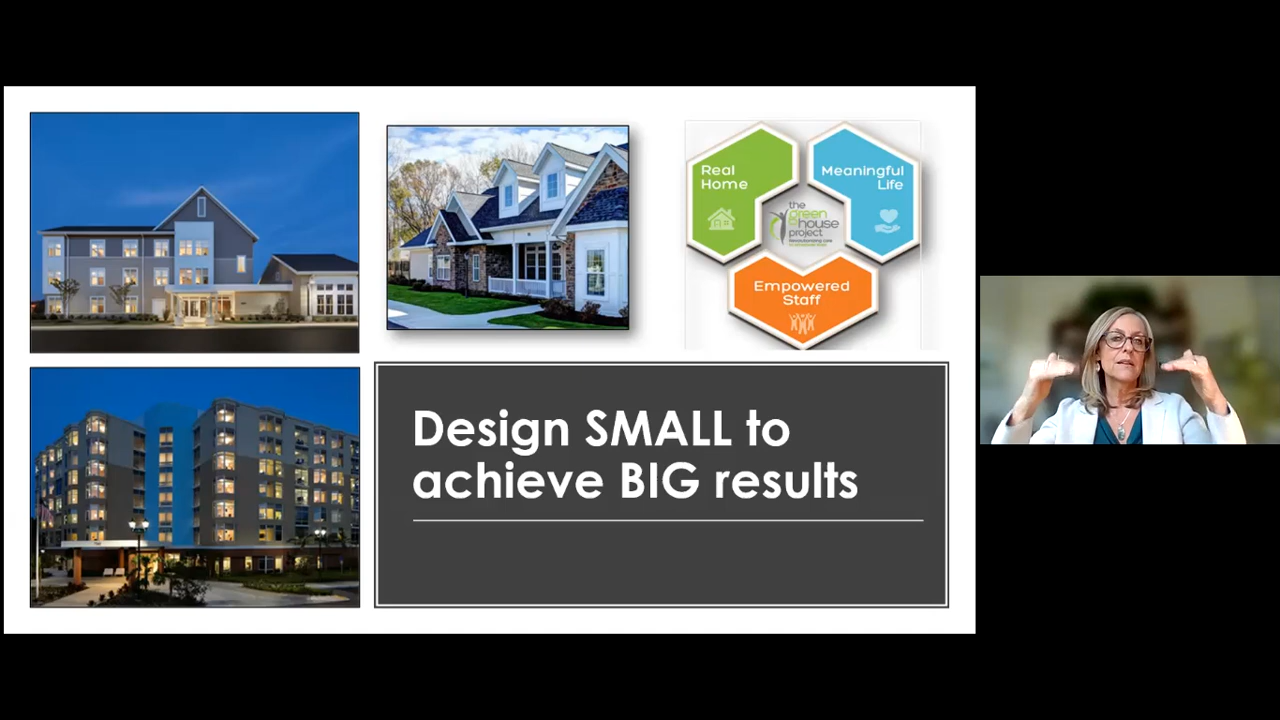 Real
Home
Meaningful
Life
the
green
house
project
Empowered
Staff
Design SMALL to
achieve BIG results